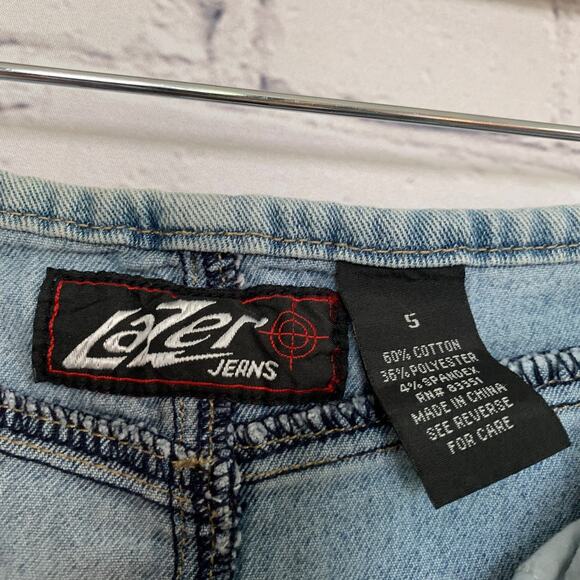 Lazer
JEANS
5
60% COTTON
36% POLYESTER
4% SPANDEX
RN# 83351
MADE IN CHINA
SEE REVERSE
FOR CARE